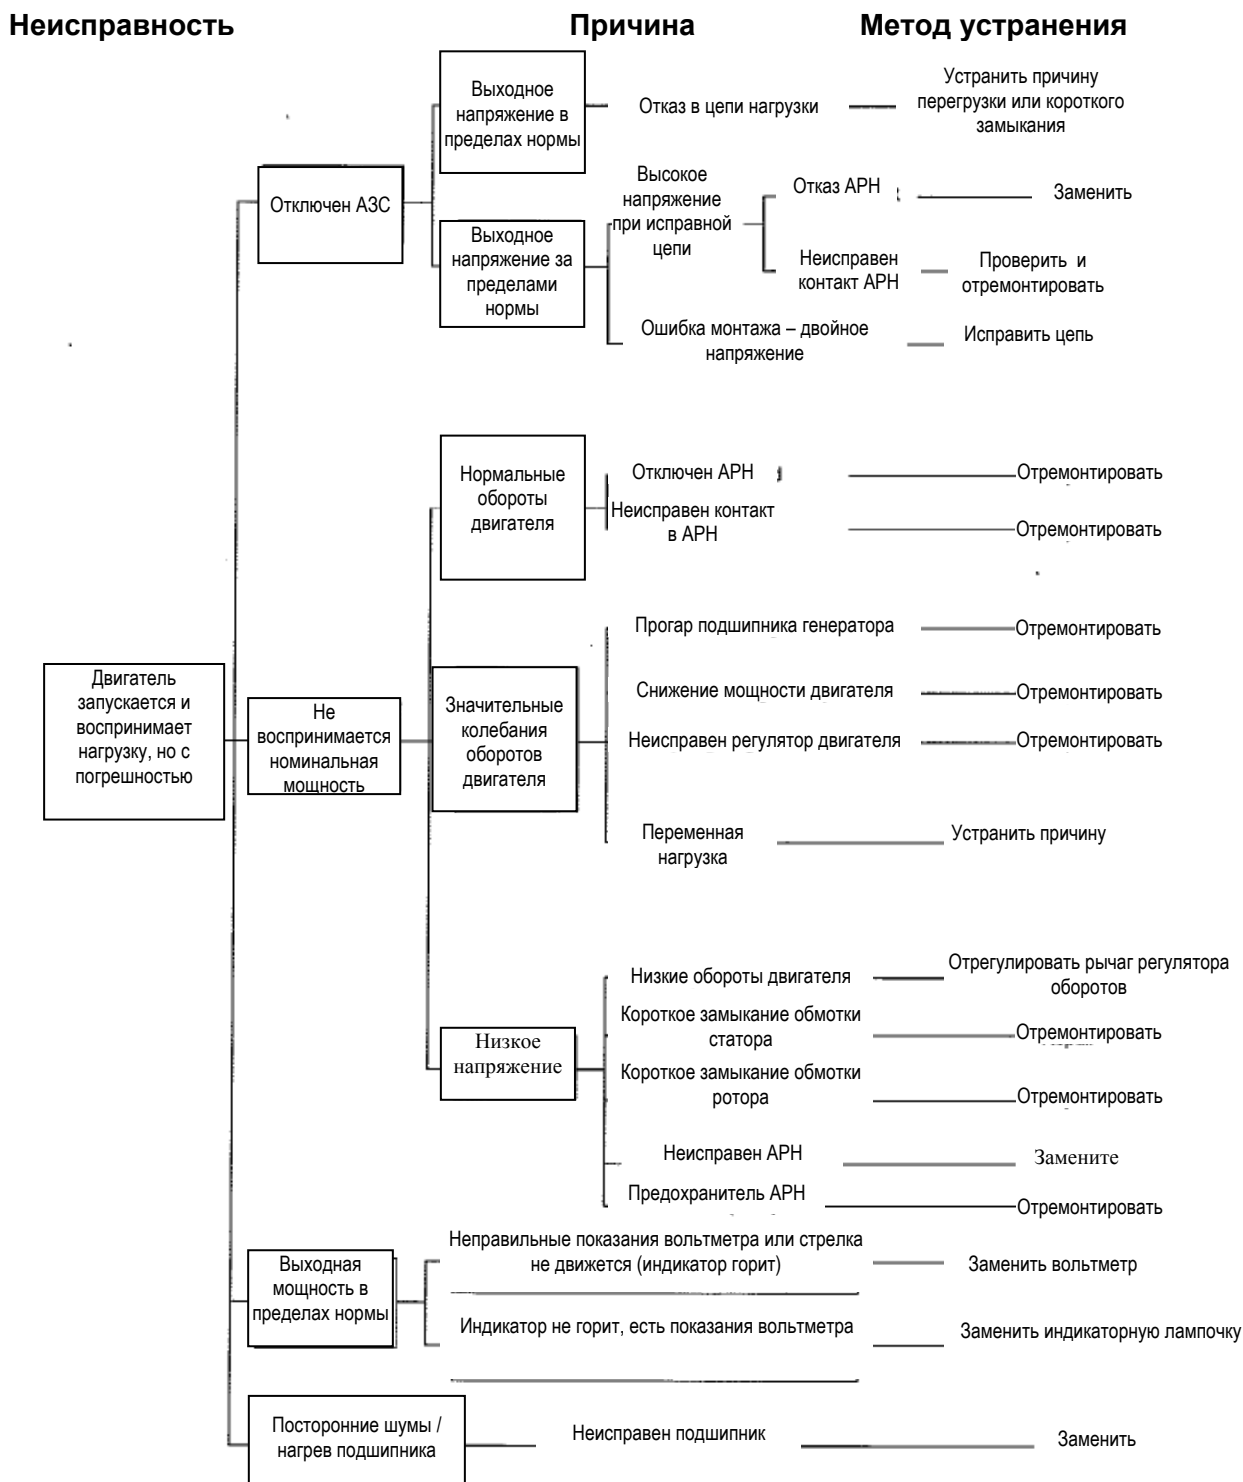 Неисправность Причина Метод устранения
Выходное
напряжение в
пределах нормы
Отказ в цепи нагрузки
Устранить причину
перегрузки или короткого
замыкания
Отключен АЗС
Высокое
напряжение
при исправной
цепи
Отказ АРН
Заменить
Выходное
напряжение за
пределами
нормы
Неисправен
контакт АРН
Проверить и
отремонтировать
Ошибка монтажа – двойное
напряжение
Исправить цепь
Нормальные
обороты
двигателя
Отключен АРН
Отремонтировать
Неисправен контакт
в АРН
Отремонтировать
Прогар подшипника генератора
Отремонтировать
Двигатель
запускается и
воспринимает
нагрузку, но с
погрешностью
Не
воспринимается
номинальная
мощность
Значительные
колебания
оборотов
двигателя
Снижение мощности двигателя
Отремонтировать
Неисправен регулятор двигателя
Отремонтировать
Переменная
нагрузка
Устранить причину
Низкие обороты двигателя
Отрегулировать рычаг регулятора
оборотов
Короткое замыкание обмотки
статора
Отремонтировать
Низкое
напряжение
Короткое замыкание обмотки
ротора
Отремонтировать
Неисправен АРН
Замените
Предохранитель АРН
Отремонтировать
Выходная
мощность в
пределах нормы
Неправильные показания вольтметра или стрелка
не движется (индикатор горит)
Заменить вольтметр
Индикатор не горит, есть показания вольтметра
Заменить индикаторную лампочку
Посторонние шумы /
нагрев подшипника
Неисправен подшипник
Заменить